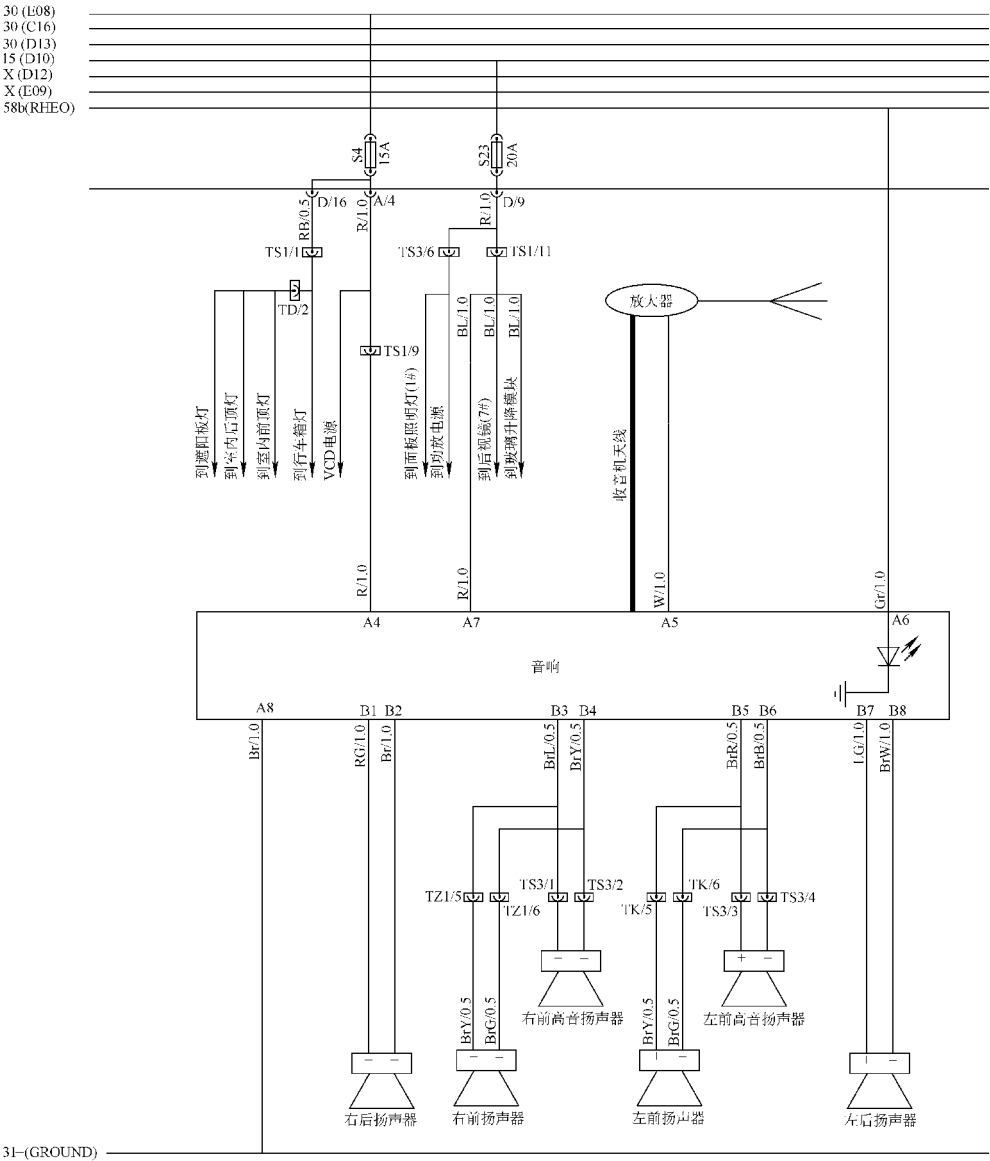 30 (E08)
30 (C16)
30 (D13)
15 (D10)
X (D12)
X (E09)
58b(RHEO)
S4
15A
S23
20A
D/16
A/4
D/9
RB/0.5
R/1.0
R/1.0
TS1/1
TS3/6
TS1/11
TD/2
BL/1.0
BL/1.0
BL/1.0
放大器
TS1/9
到遮阳板灯
到室内后顶灯
到室内前顶灯
到行车箱灯
VCD电源
到面板照明灯(1#)
到功放电源
到后视镜(7#)
到玻璃升降模块
收音机天线
R/1.0
R/1.0
W/1.0
Gr/1.0
A4
A7
A5
A6
音响
A8
B1
B2
B3
B4
B5
B6
B7
B8
Br/1.0
RG/1.0
Br/1.0
BrL/0.5
BrY/0.5
BrR/0.5
BrB/0.5
LG/1.0
BrW/1.0
TZ1/5
TZ1/6
TS3/1
TS3/2
TK/5
TK/6
TS3/3
TS3/4
BrY/0.5
BrG/0.5
右前高音扬声器
BrY/0.5
BrG/0.5
左前高音扬声器
右后扬声器
右前扬声器
左前扬声器
左后扬声器
31-(GROUND)